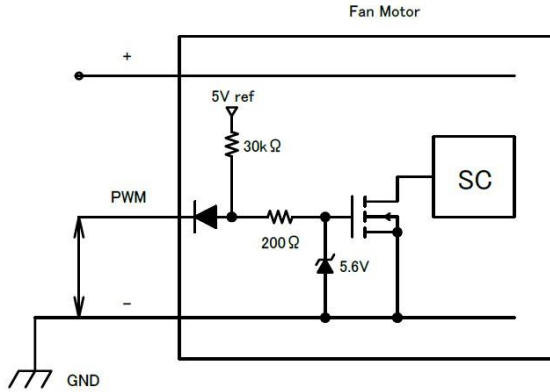 Fan Motor
+
5V ref
30kΩ
SC
PWM
200Ω
5.6V
−
GND